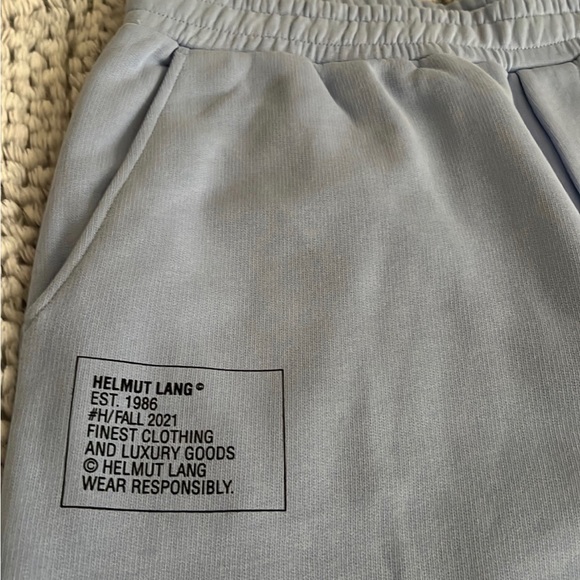 HELMUT LANG©
EST. 1986
#H/FALL 2021
FINEST CLOTHING
AND LUXURY GOODS
© HELMUT LANG
WEAR RESPONSIBLY.